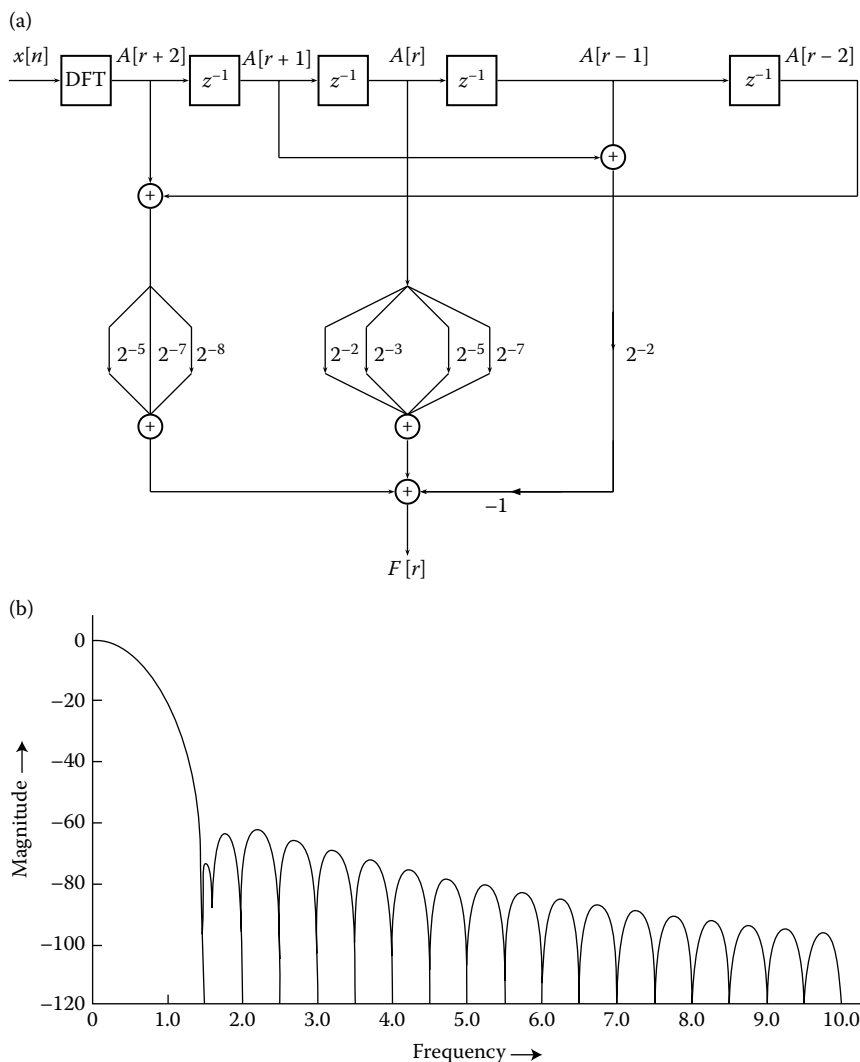 (a)
x[n] DFT A[r + 2] z⁻¹ A[r + 1] z⁻¹ A[r] z⁻¹ A[r − 1] z⁻¹ A[r − 2]
+
+
2⁻⁵ 2⁻⁷ 2⁻⁸ 2⁻² 2⁻³ 2⁻⁵ 2⁻⁷ 2⁻²
+ +
+ −1
F[r]
(b)
Magnitude
0
−20
−40
−60
−80
−100
−120
0 1.0 2.0 3.0 4.0 5.0 6.0 7.0 8.0 9.0 10.0
Frequency